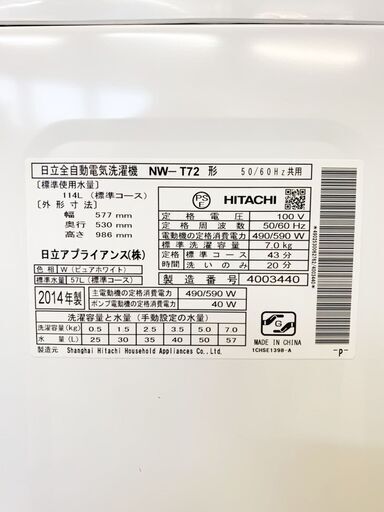 日立全自動電気洗濯機 NW-T72 形 50/60Hz共用
〔標準使用水量〕
114L (標準コース)
〔外形寸法〕
幅 577 mm
奥行 530 mm
高さ 986 mm
日立アプライアンス(株)
色相 W (ピュアホワイト)
標準水量 57L (標準コース)
PS E HITACHI
定格電圧 100 V
定格周波数 50/60 Hz
電動機の定格消費電力 490/590 W
標準洗濯容量 7.0 kg
定格時間 標準コース 43分
洗いのみ 20分
製造番号 4003440
2014年製
主電動機の定格消費電力 490/590 W
ポンプ電動機の定格消費電力 40 W
洗濯容量と水量 (手動設定の水量)
洗濯容量(kg) 0.5 1.5 2.5 3.5 5.0 7.0
水量(L) 25 30 35 40 50 57
製造元 Shanghai Hitachi Household Appliances Co., Ltd.
MADE IN CHINA
1CHSE1398-A
-P-